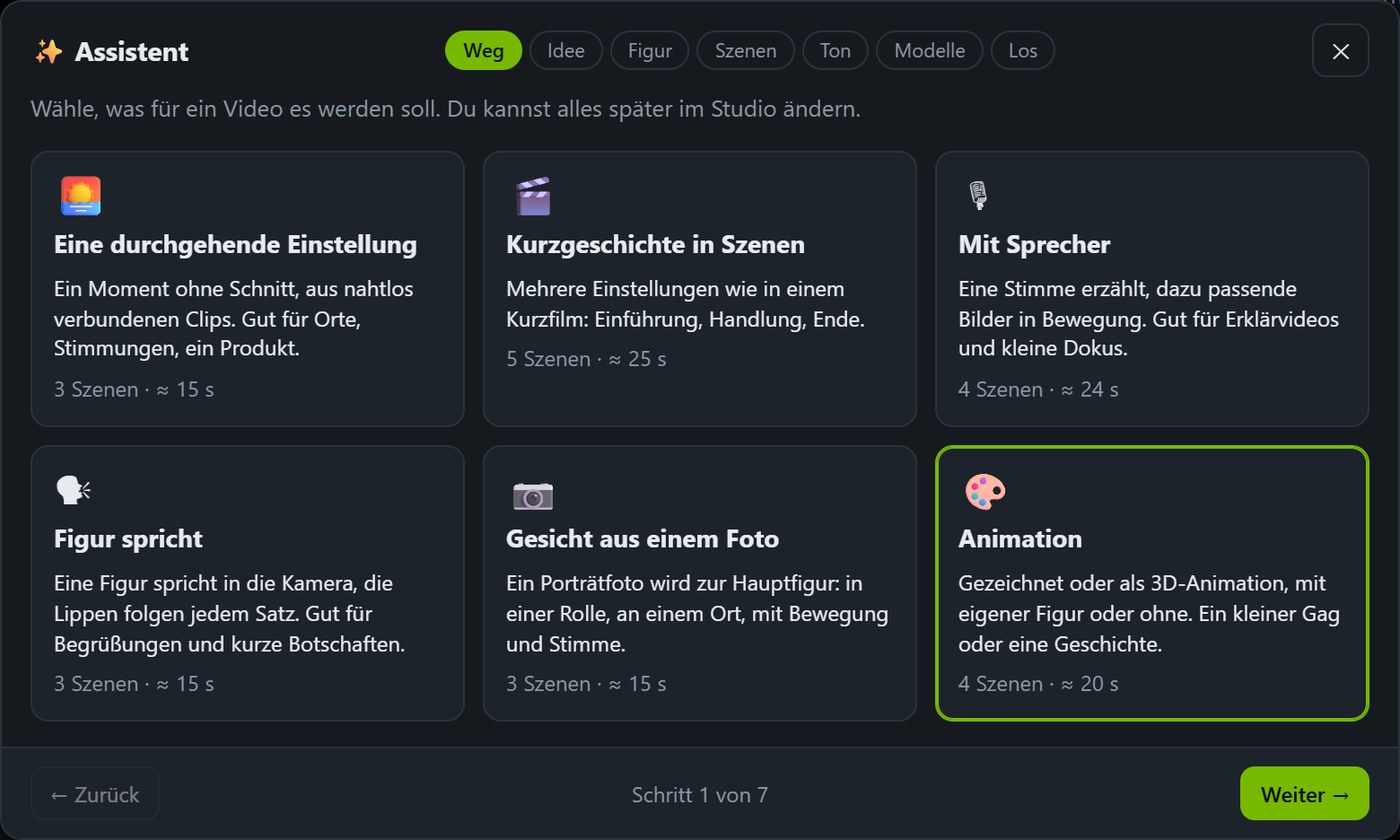 Assistent
Weg
Idee
Figur
Szenen
Ton
Modelle
Los
Wähle, was für ein Video es werden soll. Du kannst alles später im Studio ändern.
Eine durchgehende Einstellung
Ein Moment ohne Schnitt, aus nahtlos
verbundenen Clips. Gut für Orte,
Stimmungen, ein Produkt.
3 Szenen · ≈ 15 s
Kurzgeschichte in Szenen
Mehrere Einstellungen wie in einem
Kurzfilm: Einführung, Handlung, Ende.
5 Szenen · ≈ 25 s
Mit Sprecher
Eine Stimme erzählt, dazu passende
Bilder in Bewegung. Gut für Erklärvideos
und kleine Dokus.
4 Szenen · ≈ 24 s
Figur spricht
Eine Figur spricht in die Kamera, die
Lippen folgen jedem Satz. Gut für
Begrüßungen und kurze Botschaften.
3 Szenen · ≈ 15 s
Gesicht aus einem Foto
Ein Porträtfoto wird zur Hauptfigur: in
einer Rolle, an einem Ort, mit Bewegung
und Stimme.
3 Szenen · ≈ 15 s
Animation
Gezeichnet oder als 3D-Animation, mit
eigener Figur oder ohne. Ein kleiner Gag
oder eine Geschichte.
4 Szenen · ≈ 20 s
← Zurück
Schritt 1 von 7
Weiter →